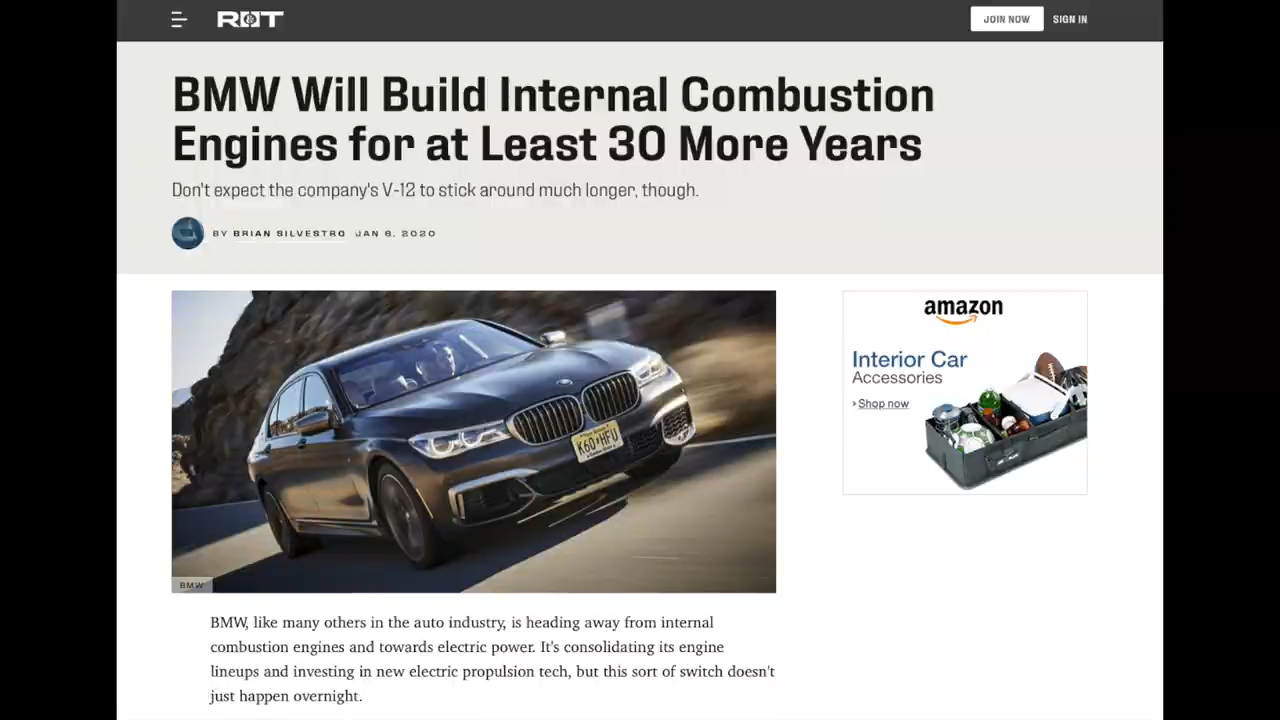 R&T
JOIN NOW
SIGN IN
BMW Will Build Internal Combustion
Engines for at Least 30 More Years
Don't expect the company's V-12 to stick around much longer, though.
BY BRIAN SILVESTRO JAN 6, 2020
K60*HFU
BMW
amazon
Interior Car
Accessories
› Shop now
BMW, like many others in the auto industry, is heading away from internal
combustion engines and towards electric power. It's consolidating its engine
lineups and investing in new electric propulsion tech, but this sort of switch doesn't
just happen overnight.